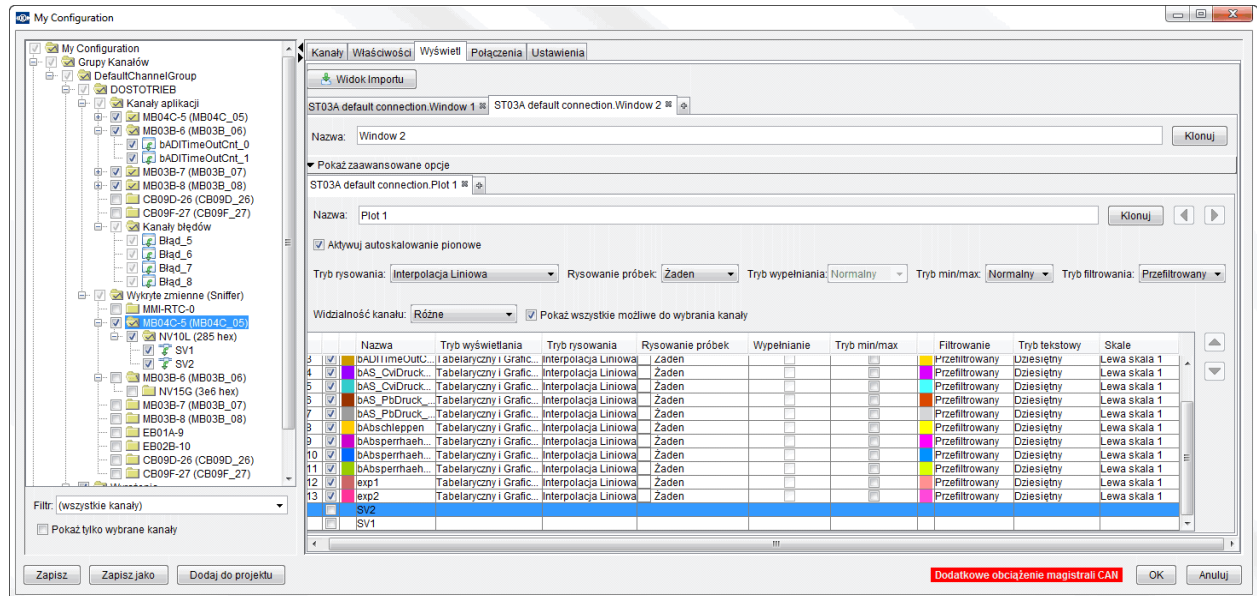 My Configuration
My Configuration
Grupy Kanałów
DefaultChannelGroup
DOSTOTRIEB
Kanały aplikacji
MB04C-5 (MB04C_05)
MB03B-6 (MB03B_06)
bADITimeOutCnt_0
bADITimeOutCnt_1
MB03B-7 (MB03B_07)
MB03B-8 (MB03B_08)
CB09D-26 (CB09D_26)
CB09F-27 (CB09F_27)
Kanały błędów
Błąd_5
Błąd_6
Błąd_7
Błąd_8
Wykryte zmienne (Sniffer)
MMI-RTC-0
MB04C-5 (MB04C_05)
NV10L (285 hex)
SV1
SV2
MB03B-6 (MB03B_06)
NV15G (3e6 hex)
MB03B-7 (MB03B_07)
MB03B-8 (MB03B_08)
EB01A-9
EB02B-10
CB09D-26 (CB09D_26)
CB09F-27 (CB09F_27)
Filtr: (wszystkie kanały)
Pokaż tylko wybrane kanały
Zapisz Zapisz jako Dodaj do projektu
Kanały Właściwości Wyświetl Połączenia Ustawienia
Widok Importu
ST03A default connection.Window 1 ST03A default connection.Window 2
Nazwa: Window 2 Klonuj
Pokaż zaawansowane opcje
ST03A default connection.Plot 1
Nazwa: Plot 1 Klonuj
Aktywuj autoskalowanie pionowe
Tryb rysowania: Interpolacja Liniowa Rysowanie próbek: Żaden Tryb wypełniania: Normalny Tryb min/max: Normalny Tryb filtrowania: Przefiltrowany
Widzialność kanału: Różne Pokaż wszystkie możliwe do wybrania kanały
Nazwa Tryb wyświetlania Tryb rysowania Rysowanie próbek Wypełnianie Tryb min/max Filtrowanie Tryb tekstowy Skale
3 bADITimeOutC... Tabelaryczny i Grafic... Interpolacja Liniowa Żaden Przefiltrowany Dziesiętny Lewa skala 1
4 bAS_CviDruck... Tabelaryczny i Grafic... Interpolacja Liniowa Żaden Przefiltrowany Dziesiętny Lewa skala 1
5 bAS_CviDruck... Tabelaryczny i Grafic... Interpolacja Liniowa Żaden Przefiltrowany Dziesiętny Lewa skala 1
6 bAS_PbDruck_... Tabelaryczny i Grafic... Interpolacja Liniowa Żaden Przefiltrowany Dziesiętny Lewa skala 1
7 bAS_PbDruck_... Tabelaryczny i Grafic... Interpolacja Liniowa Żaden Przefiltrowany Dziesiętny Lewa skala 1
8 bAbschleppen Tabelaryczny i Grafic... Interpolacja Liniowa Żaden Przefiltrowany Dziesiętny Lewa skala 1
9 bAbsperrhaeh... Tabelaryczny i Grafic... Interpolacja Liniowa Żaden Przefiltrowany Dziesiętny Lewa skala 1
10 bAbsperrhaeh... Tabelaryczny i Grafic... Interpolacja Liniowa Żaden Przefiltrowany Dziesiętny Lewa skala 1
11 bAbsperrhaeh... Tabelaryczny i Grafic... Interpolacja Liniowa Żaden Przefiltrowany Dziesiętny Lewa skala 1
12 exp1 Tabelaryczny i Grafic... Interpolacja Liniowa Żaden Przefiltrowany Dziesiętny Lewa skala 1
13 exp2 Tabelaryczny i Grafic... Interpolacja Liniowa Żaden Przefiltrowany Dziesiętny Lewa skala 1
SV2
SV1
Dodatkowe obciążenie magistrali CAN OK Anuluj